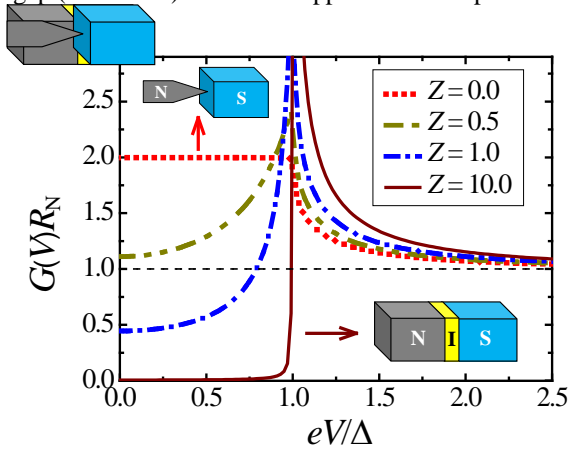 gap (
N
S
2.5
2.0
1.5
1.0
0.5
0.0
G(V)R_N
Z = 0.0
Z = 0.5
Z = 1.0
Z = 10.0
N I S
0.0 0.5 1.0 1.5 2.0 2.5
eV/Δ